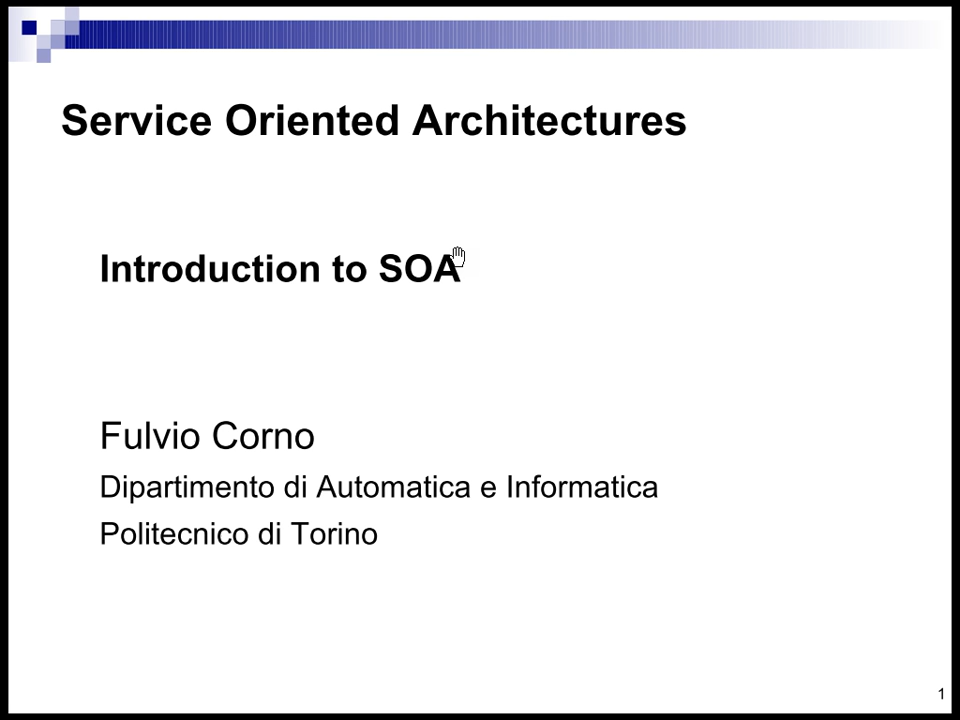 Service Oriented Architectures
Introduction to SOA
Fulvio Corno
Dipartimento di Automatica e Informatica
Politecnico di Torino
1